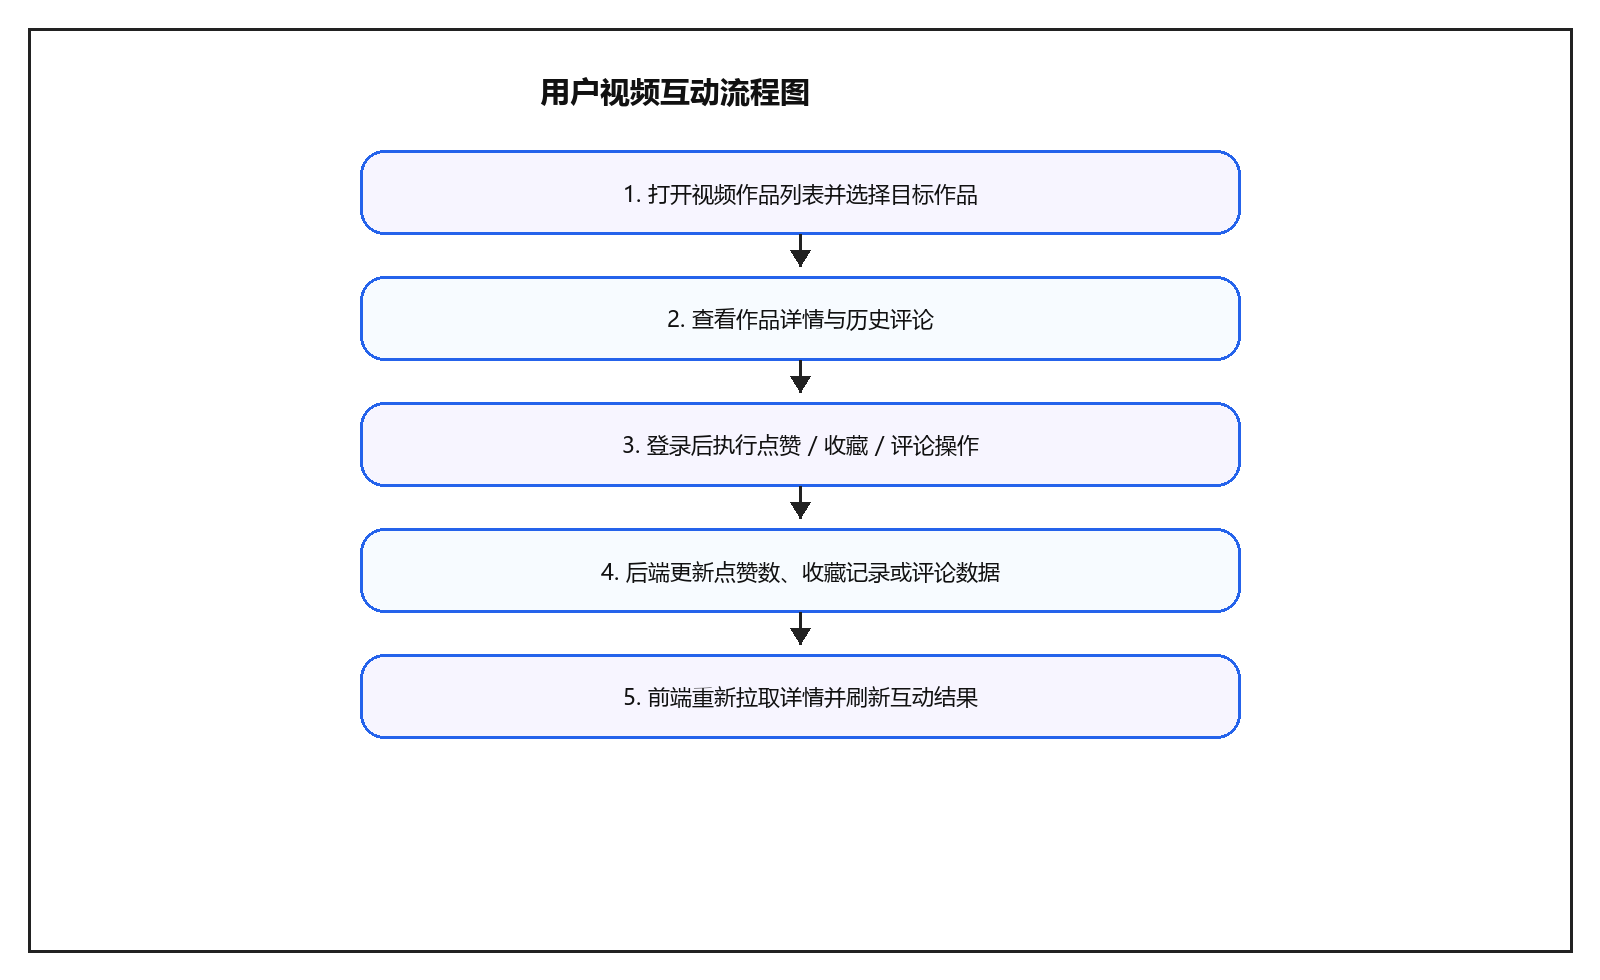 用户视频互动流程图
1. 打开视频作品列表并选择目标作品
2. 查看作品详情与历史评论
3. 登录后执行点赞 / 收藏 / 评论操作
4. 后端更新点赞数、收藏记录或评论数据
5. 前端重新拉取详情并刷新互动结果